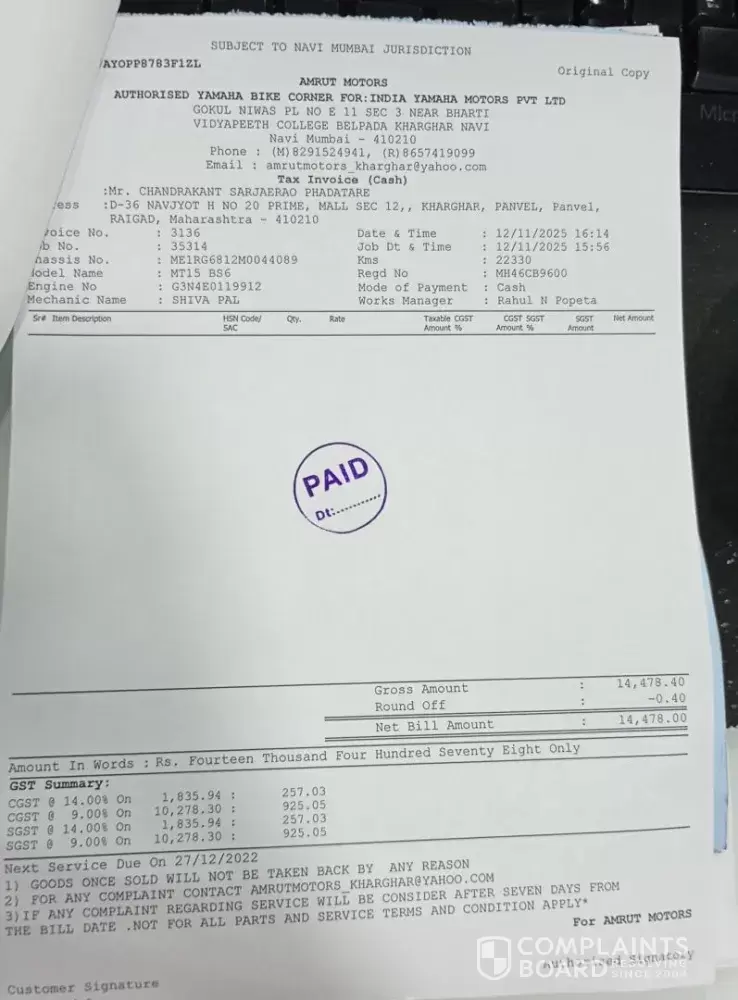 SUBJECT TO NAVI MUMBAI JURISDICTION
AYOPP8783F1ZL
Original Copy
AMRUT MOTORS
AUTHORISED YAMAHA BIKE CORNER FOR:INDIA YAMAHA MOTORS PVT LTD
GOKUL NIWAS PL NO E 11 SEC 3 NEAR BHARTI
VIDYAPEETH COLLEGE BELPADA KHARGHAR NAVI
Navi Mumbai - 410210
Phone : (M)8291524941, (R)8657419099
Email : amrutmotors_kharghar@yahoo.com
Tax Invoice (Cash)
:Mr. CHANDRAKANT SARJAERAO PHADATARE
ess :D-36 NAVJYOT H NO 20 PRIME, MALL SEC 12,, KHARGHAR, PANVEL, Panvel,
RAIGAD, Maharashtra - 410210
voice No. : 3136 Date & Time : 12/11/2025 16:14
b No. : 35314 Job Dt & Time : 12/11/2025 15:56
hassis No. : ME1RG6812M0044089 Kms : 22330
odel Name : MT15 BS6 Regd No : MH46CB9600
Engine No : G3N4E0119912 Mode of Payment : Cash
Mechanic Name : SHIVA PAL Works Manager : Rahul N Popeta
Sr# Item Description HSN Code/ Qty. Rate Taxable CGST CGST SGST SGST Net Amount
SAC Amount % Amount % Amount
PAID
Dt:...........
Gross Amount : 14,478.40
Round Off : -0.40
Net Bill Amount : 14,478.00
Amount In Words : Rs. Fourteen Thousand Four Hundred Seventy Eight Only
GST Summary:
CGST @ 14.00% On 1,835.94 : 257.03
CGST @ 9.00% On 10,278.30 : 925.05
SGST @ 14.00% On 1,835.94 : 257.03
SGST @ 9.00% On 10,278.30 : 925.05
Next Service Due On 27/12/2022
1) GOODS ONCE SOLD WILL NOT BE TAKEN BACK BY ANY REASON
2) FOR ANY COMPLAINT CONTACT AMRUTMOTORS_KHARGHAR@YAHOO.COM
3)IF ANY COMPLAINT REGARDING SERVICE WILL BE CONSIDER AFTER SEVEN DAYS FROM
THE BILL DATE .NOT FOR ALL PARTS AND SERVICE TERMS AND CONDITION APPLY*
For AMRUT MOTORS
Authorised Signatory
Customer Signature
COMPLAINTS
BOARD RESOLVING
SINCE 2004